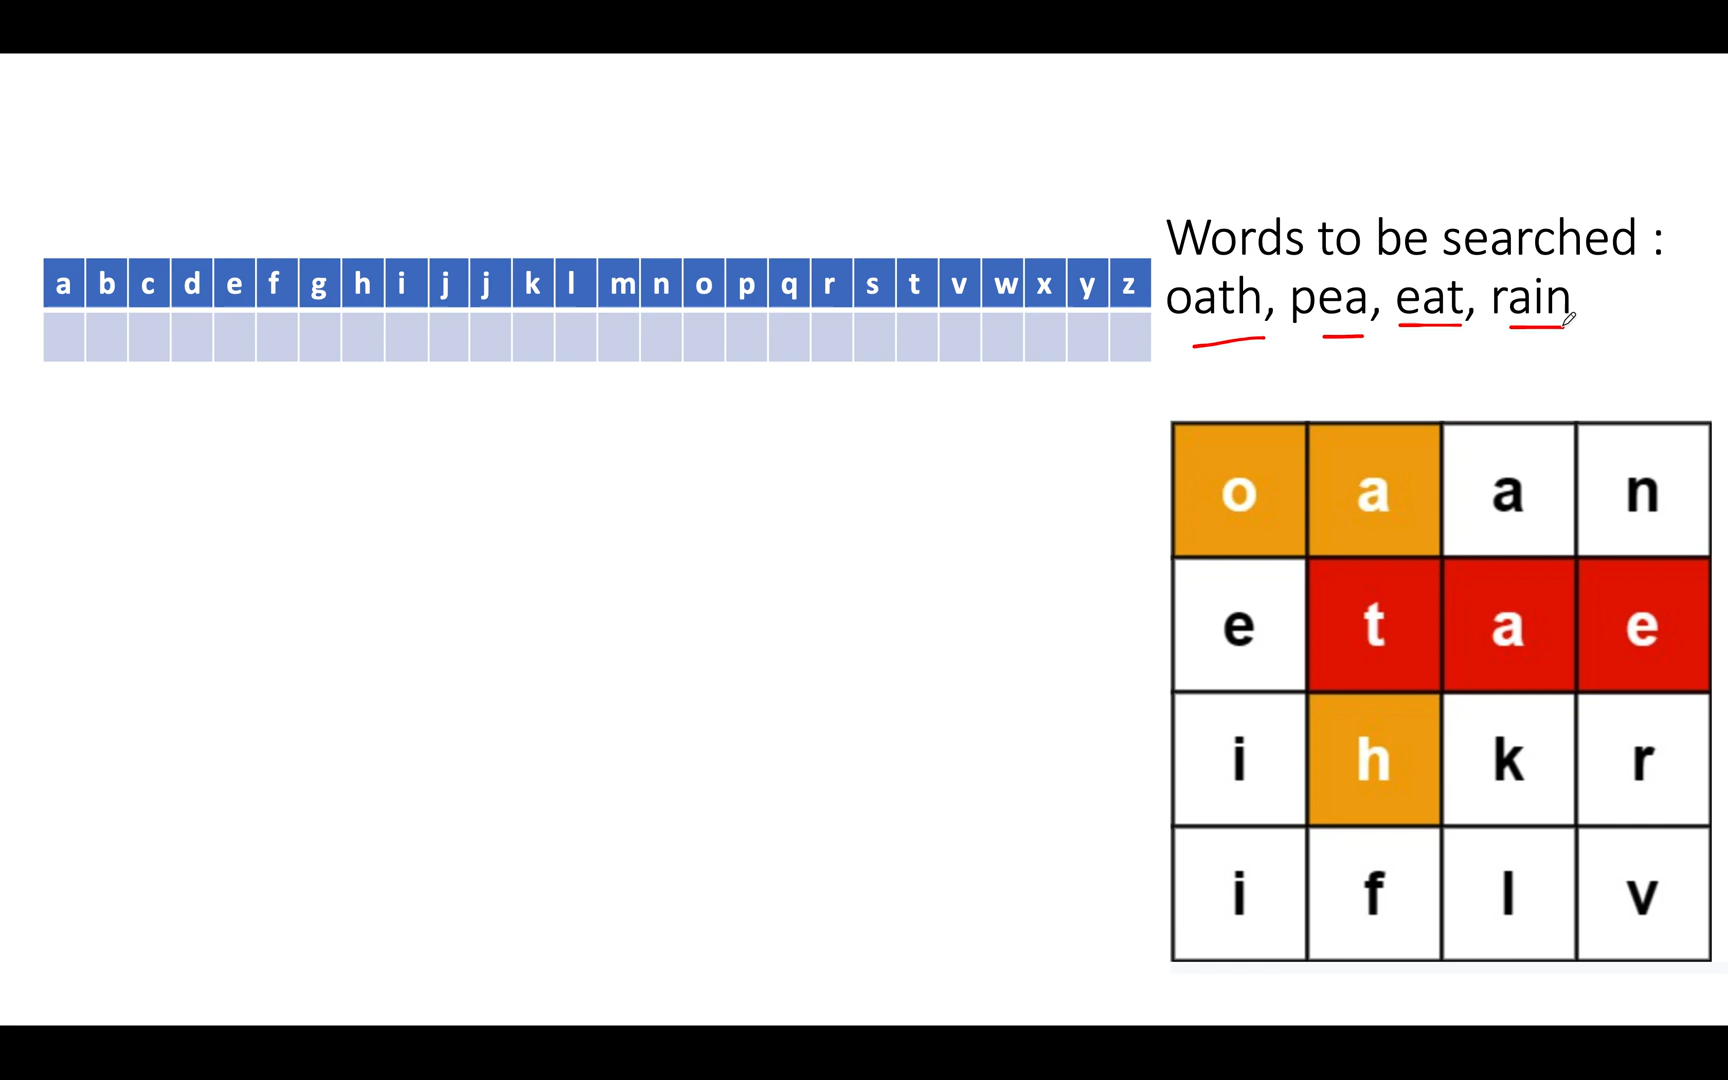 Words to be searched :
a b c d e f g h i j j k l m n o p q r s t v w x y z
oath, pea, eat, rain
o a a n
e t a e
i h k r
i f l v